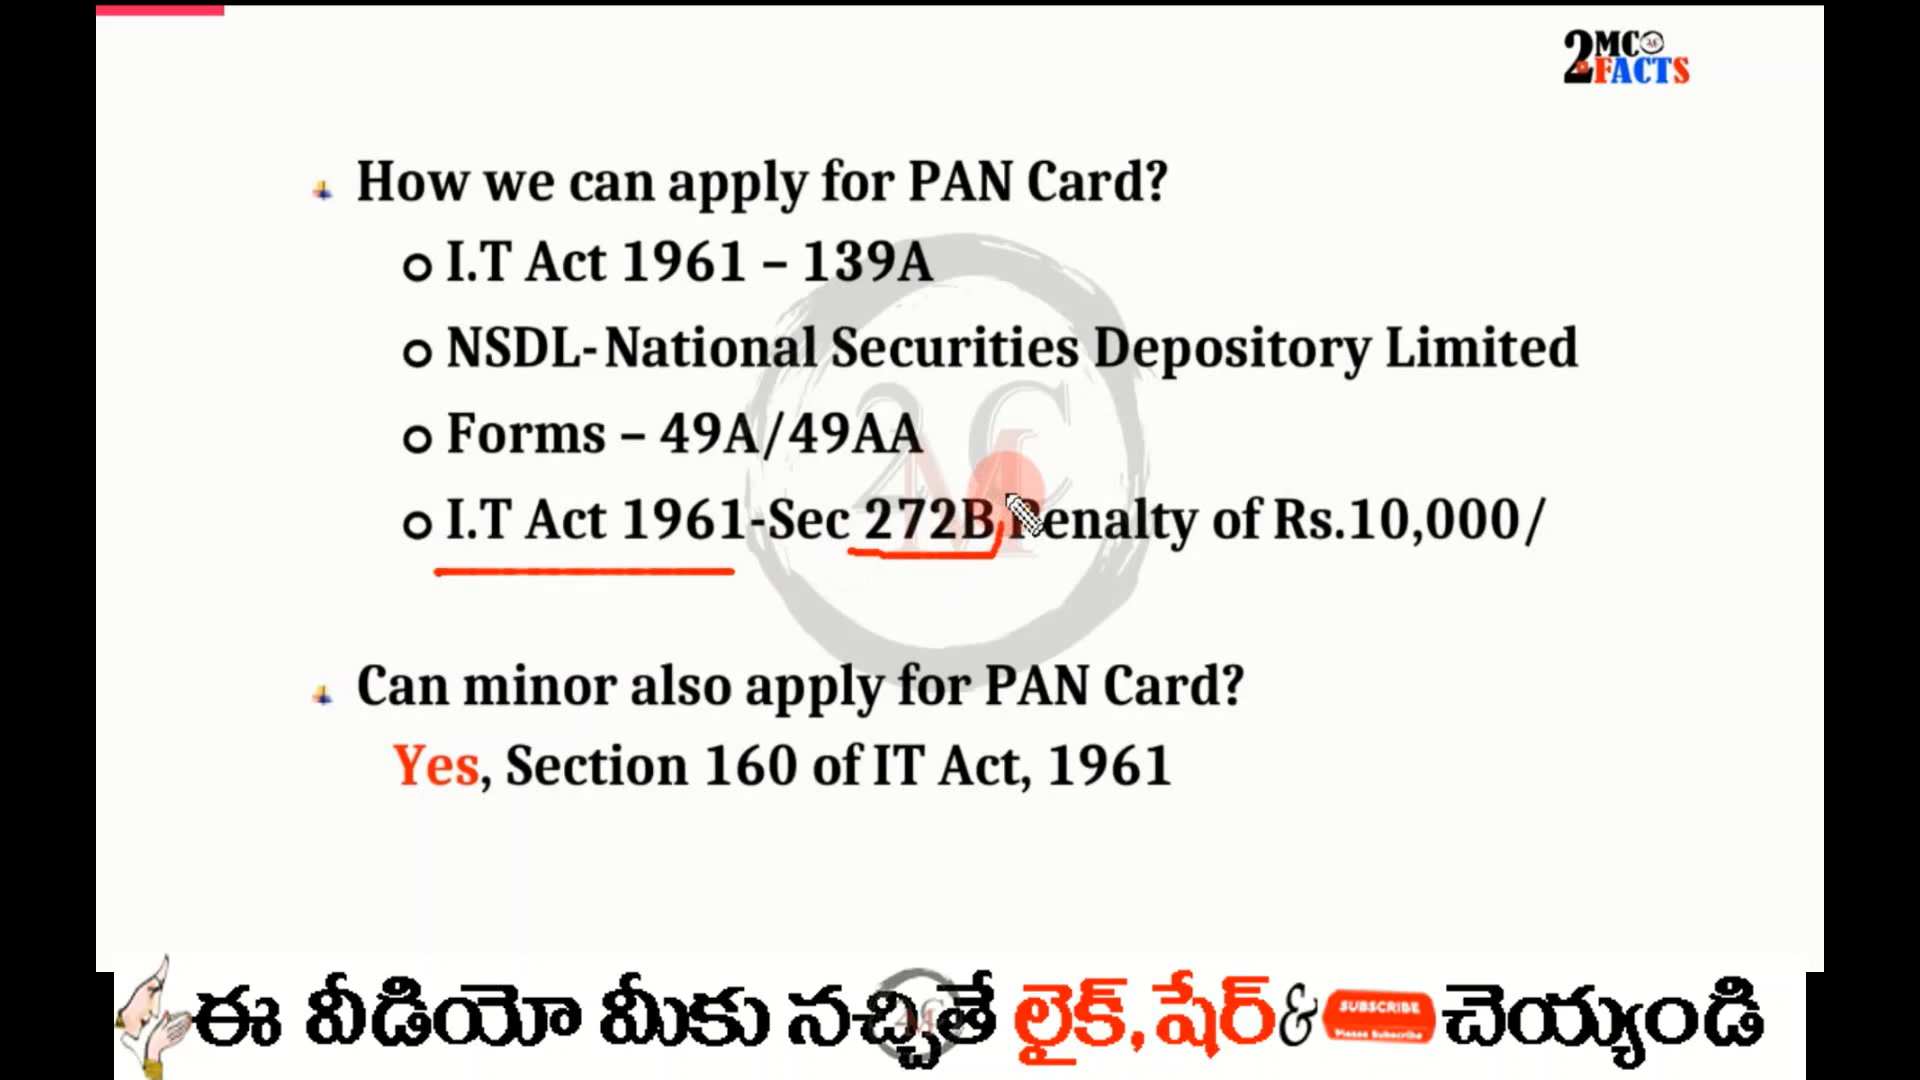 2MC
FACTS
How we can apply for PAN Card?
I.T Act 1961 – 139A
NSDL-National Securities Depository Limited
Forms – 49A/49AA
I.T Act 1961-Sec 272B Penalty of Rs.10,000/
Can minor also apply for PAN Card?
Yes, Section 160 of IT Act, 1961
ఈ వీడియో మీకు నచ్చితే లైక్, షేర్ & SUBSCRIBE Please Subscribe చెయ్యండి